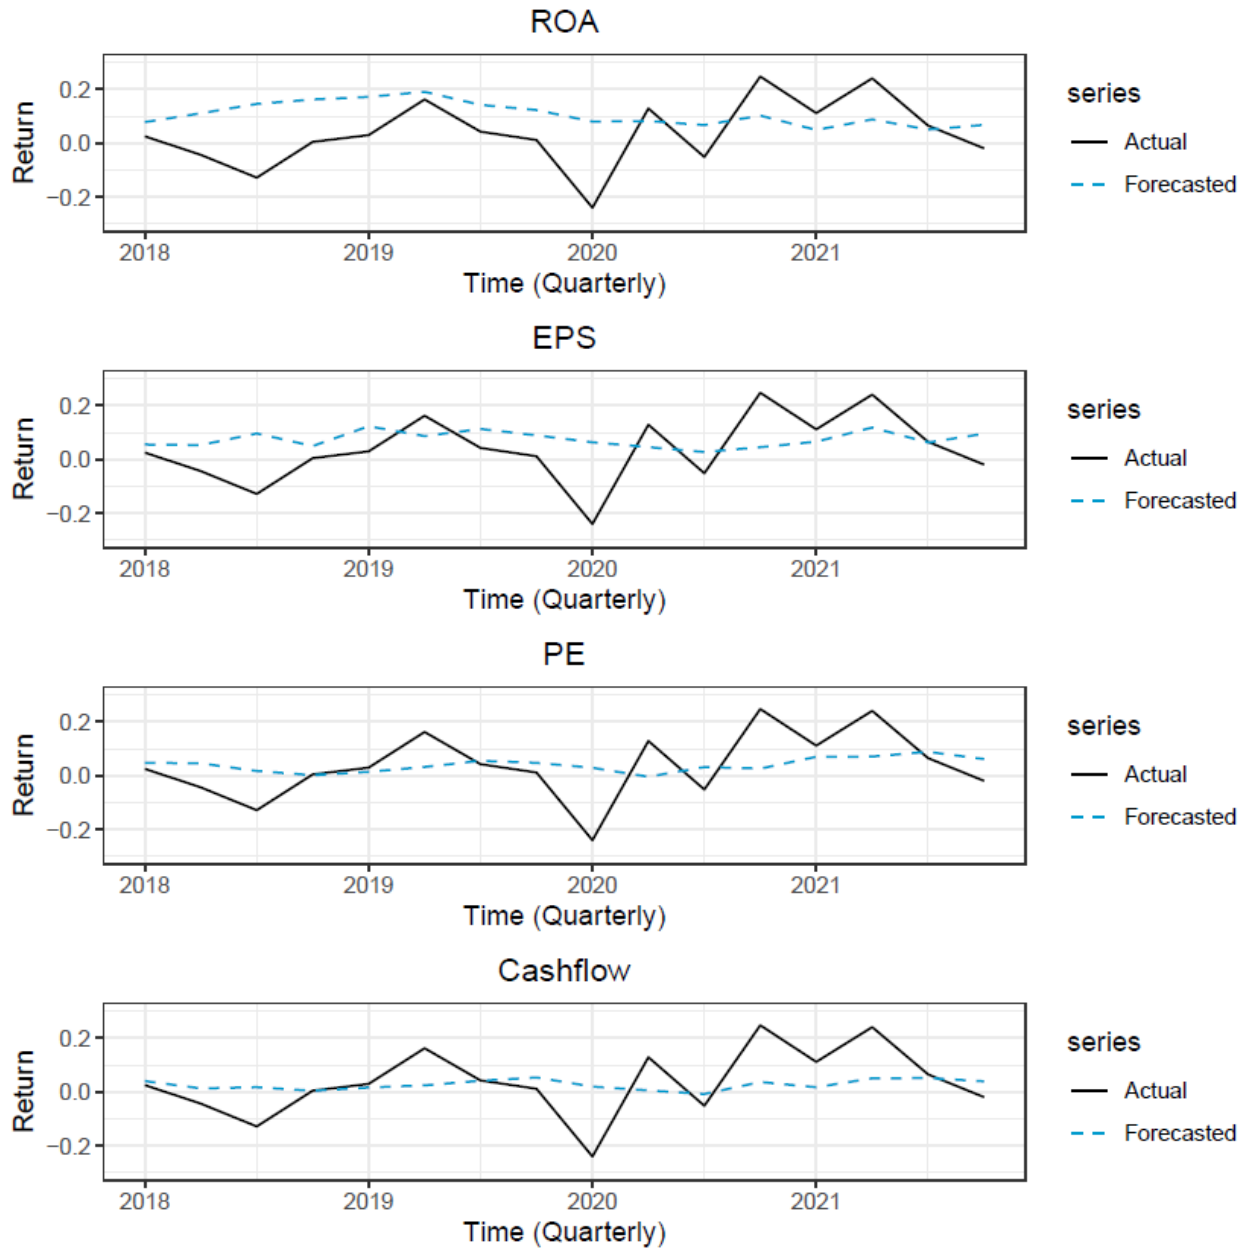 ROA
0.2
0.0
−0.2
Return
2018 2019 2020 2021
Time (Quarterly)
series
Actual
Forecasted
EPS
0.2
0.0
−0.2
Return
2018 2019 2020 2021
Time (Quarterly)
series
Actual
Forecasted
PE
0.2
0.0
−0.2
Return
2018 2019 2020 2021
Time (Quarterly)
series
Actual
Forecasted
Cashflow
0.2
0.0
−0.2
Return
2018 2019 2020 2021
Time (Quarterly)
series
Actual
Forecasted